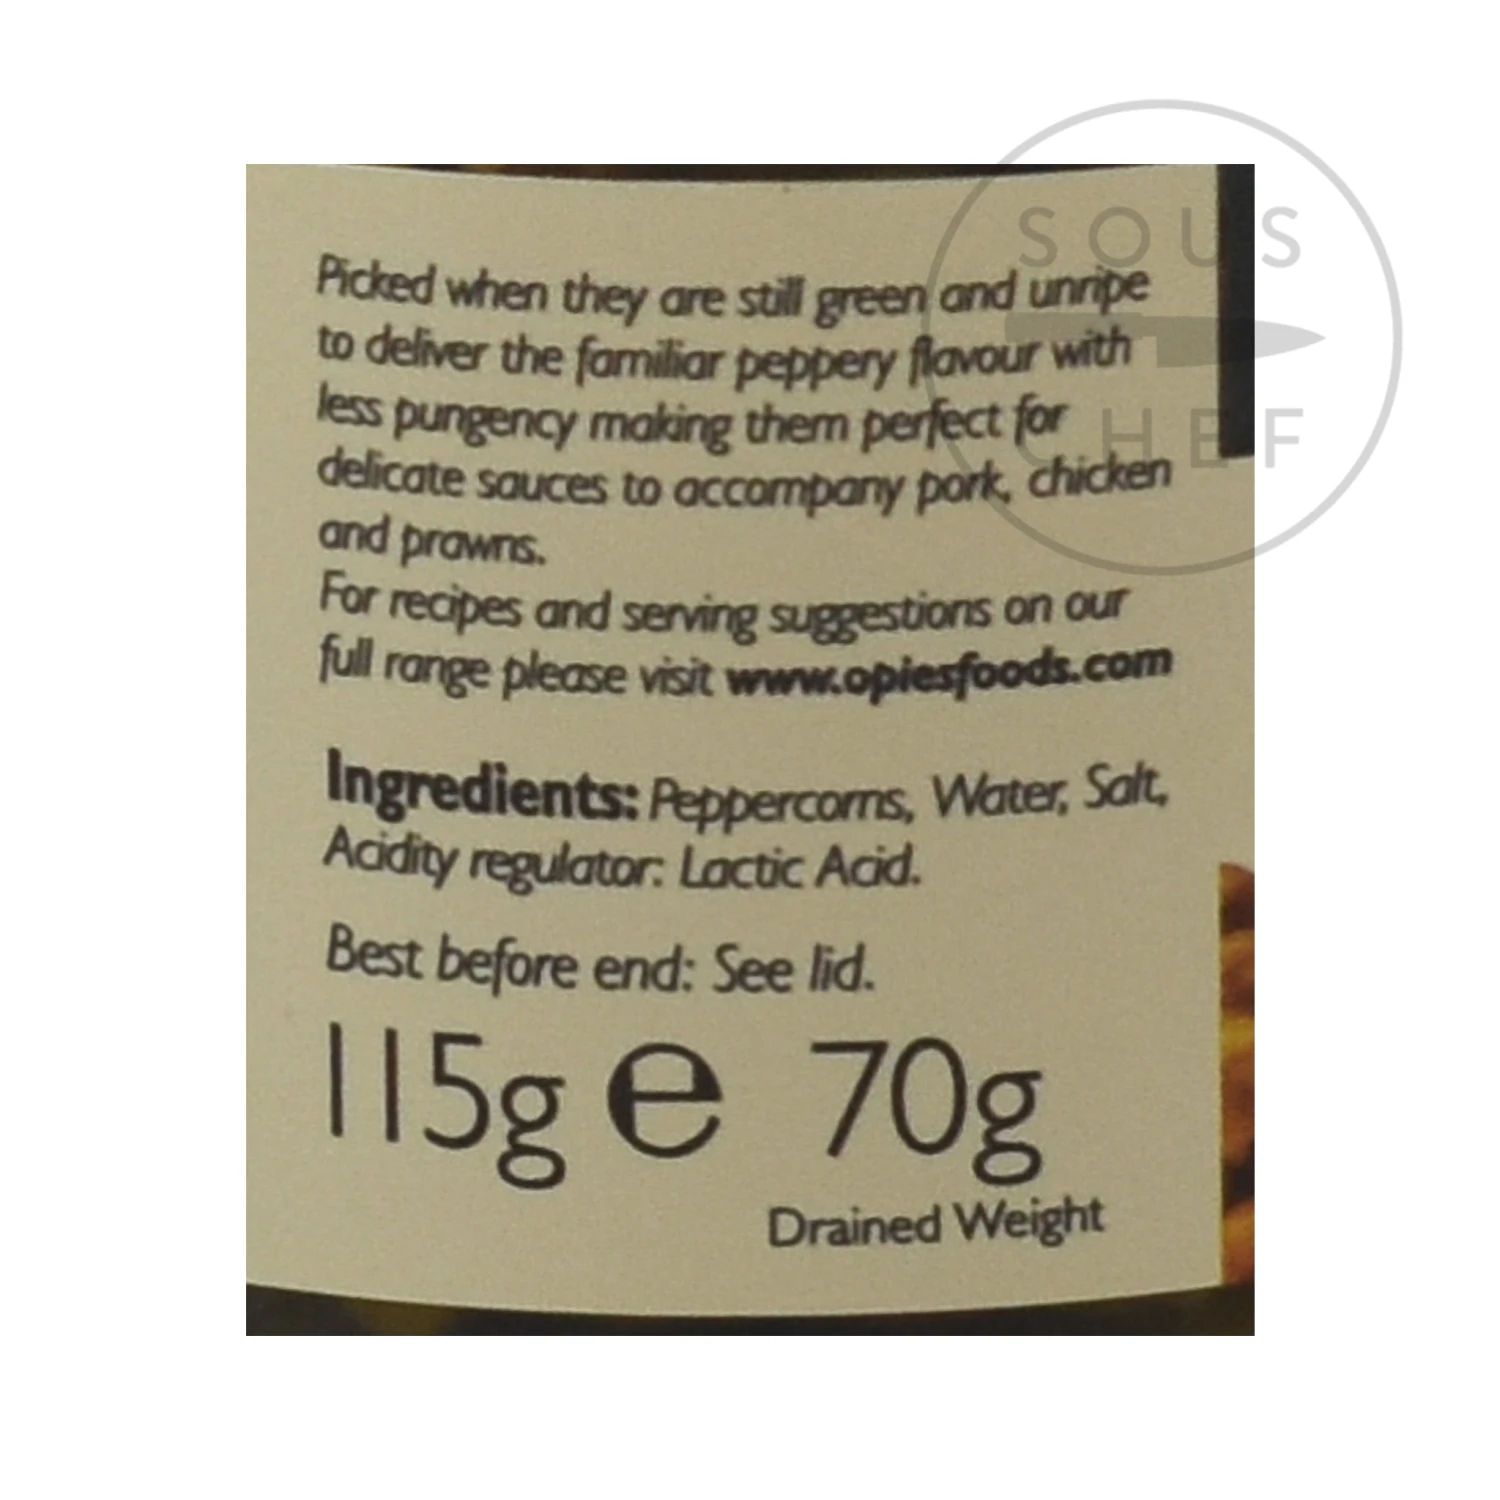 SOUS
CHEF
Picked when they are still green and unripe
to deliver the familiar peppery flavour with
less pungency making them perfect for
delicate sauces to accompany pork, chicken
and prawns.
For recipes and serving suggestions on our
full range please visit www.opiesfoods.com
Ingredients: Peppercorns, Water, Salt,
Acidity regulator: Lactic Acid.
Best before end: See lid.
115g e 70g
Drained Weight